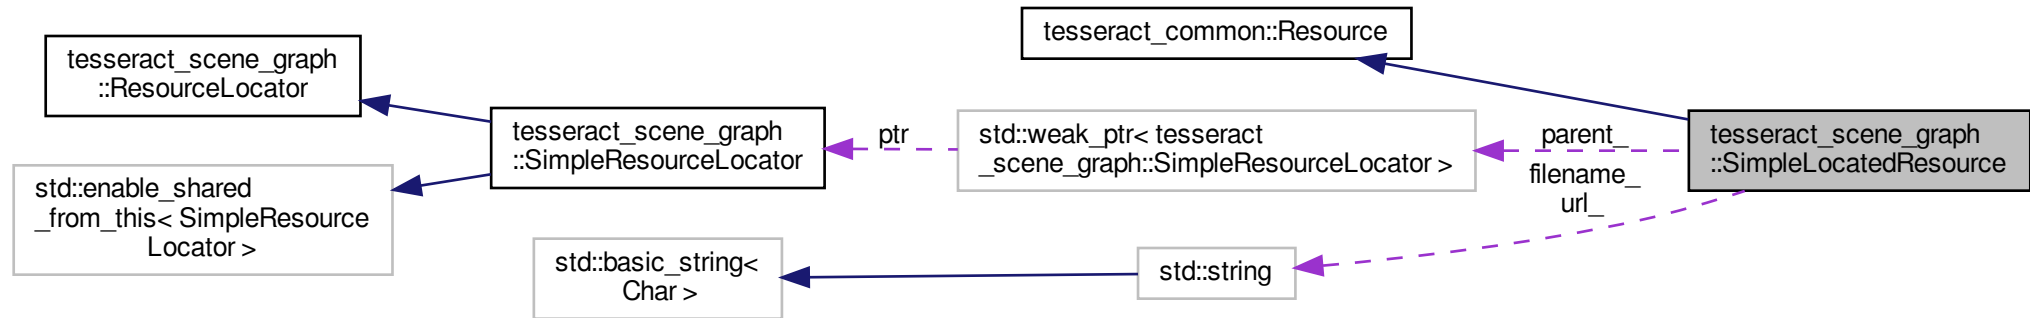 tesseract_common::Resource
tesseract_scene_graph
::ResourceLocator
tesseract_scene_graph
::SimpleResourceLocator
ptr
std::weak_ptr< tesseract
_scene_graph::SimpleResourceLocator >
parent_
filename_
url_
tesseract_scene_graph
::SimpleLocatedResource
std::enable_shared
_from_this< SimpleResource
Locator >
std::basic_string<
Char >
std::string